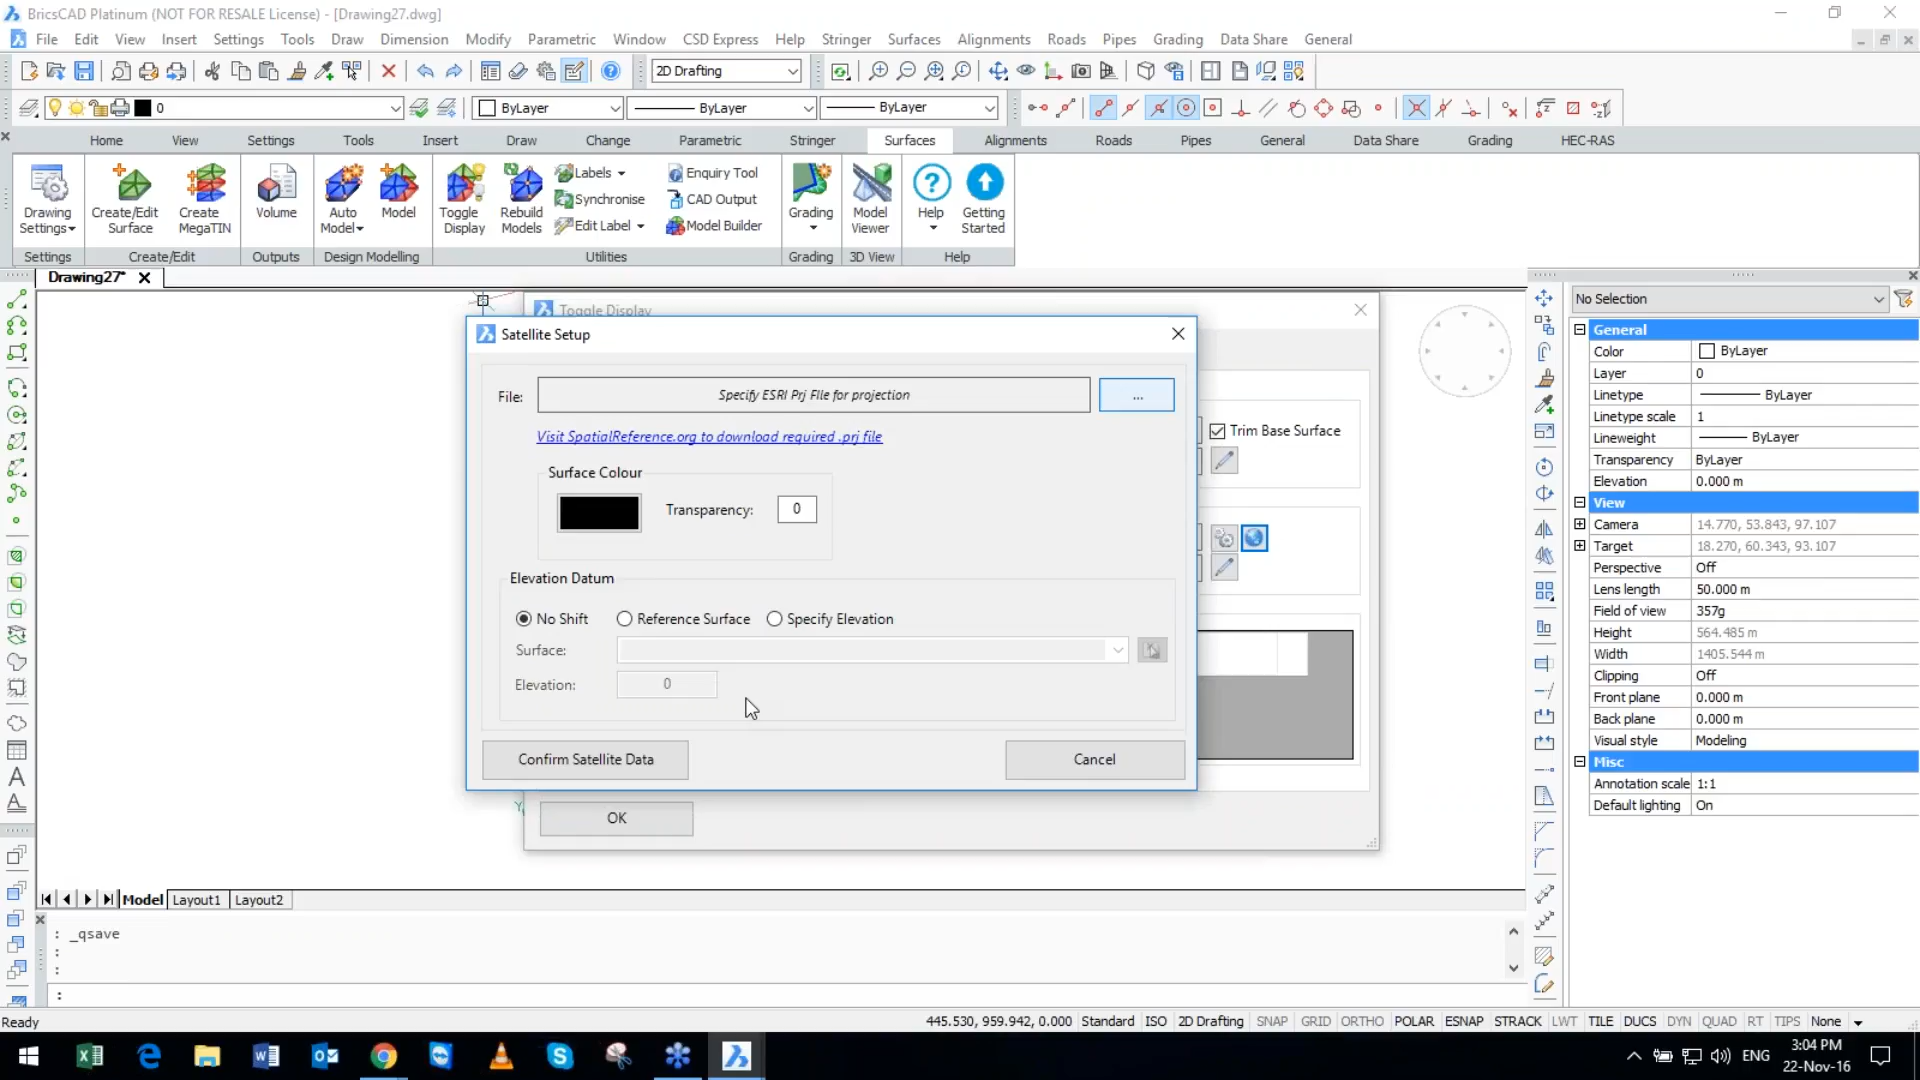 BricsCAD Platinum (NOT FOR RESALE License) - [Drawing27.dwg]
File Edit View Insert Settings Tools Draw Dimension Modify Parametric Window CSD Express Help Stringer Surfaces Alignments Roads Pipes Grading Data Share General
2D Drafting
0 ByLayer ByLayer ByLayer
Home View Settings Tools Insert Draw Change Parametric Stringer Surfaces Alignments Roads Pipes General Data Share Grading HEC-RAS
Drawing Settings
Create/Edit Surface
Create MegaTIN
Volume
Auto Model
Model
Toggle Display
Rebuild Models
Labels
Synchronise
Edit Label
Enquiry Tool
CAD Output
Model Builder
Grading
Model Viewer
Help
Getting Started
Settings Create/Edit Outputs Design Modelling Utilities Grading 3D View Help
Drawing27*
Toggle Display
Satellite Setup
File: Specify ESRI Prj File for projection ...
Visit SpatialReference.org to download required .prj file
Surface Colour
Transparency: 0
Elevation Datum
No Shift Reference Surface Specify Elevation
Surface:
Elevation: 0
Confirm Satellite Data Cancel
Trim Base Surface
OK
No Selection
General
Color ByLayer
Layer 0
Linetype ByLayer
Linetype scale 1
Lineweight ByLayer
Transparency ByLayer
Elevation 0.000 m
View
Camera 14.770, 53.843, 97.107
Target 18.270, 60.343, 93.107
Perspective Off
Lens length 50.000 m
Field of view 357g
Height 564.485 m
Width 1405.544 m
Clipping Off
Front plane 0.000 m
Back plane 0.000 m
Visual style Modeling
Misc
Annotation scale 1:1
Default lighting On
Model Layout1 Layout2
: _qsave
:
:
:
Ready 445.530, 959.942, 0.000 Standard ISO 2D Drafting SNAP GRID ORTHO POLAR ESNAP STRACK LWT TILE DUCS DYN QUAD RT TIPS None
ENG
3:04 PM
22-Nov-16